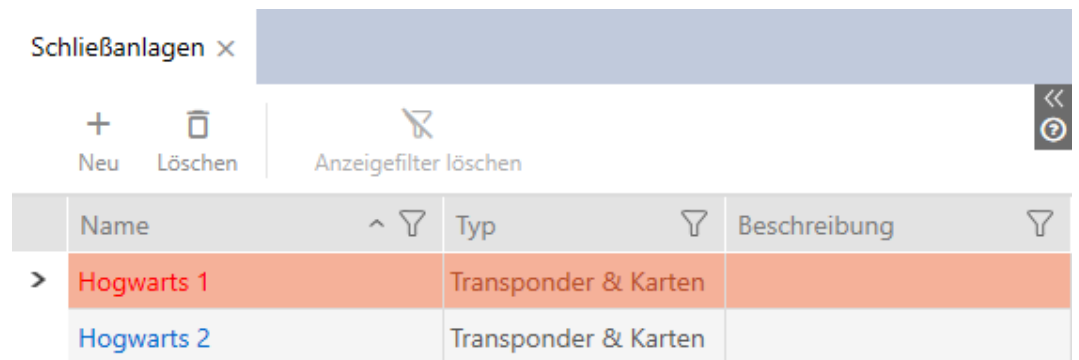 Schließanlagen
Neu Löschen Anzeigefilter löschen
Name Typ Beschreibung
Hogwarts 1 Transponder & Karten
Hogwarts 2 Transponder & Karten